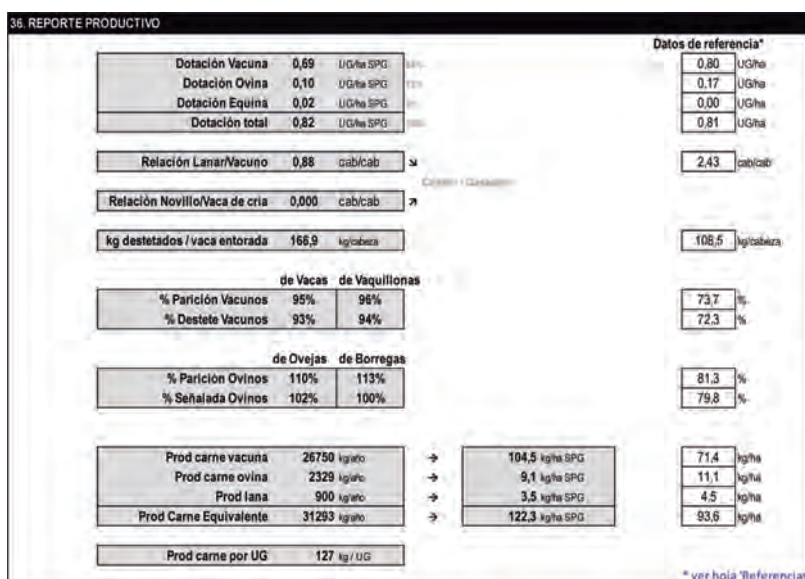 36. REPORTE PRODUCTIVO
Datos de referencia*
Dotación Vacuna 0,69 UG/ha SPG 0,80 UG/ha
Dotación Ovina 0,10 UG/ha SPG 0,17 UG/ha
Dotación Equina 0,02 UG/ha SPG 0,00 UG/ha
Dotación total 0,82 UG/ha SPG 0,81 UG/ha
Relación Lanar/Vacuno 0,88 cab/cab ↘ 2,43 cab/cab
Relación Novillo/Vaca de cria 0,000 cab/cab ↗
kg destetados / vaca entorada 166,9 kg/cabeza 108,5 kg/cabeza
de Vacas de Vaquillonas
% Parición Vacunos 95% 96% 73,7 %
% Destete Vacunos 93% 94% 72,3 %
de Ovejas de Borregas
% Parición Ovinos 110% 113% 81,3 %
% Señalada Ovinos 102% 100% 79,8 %
Prod carne vacuna 26750 kg/año → 104,5 kg/ha SPG 71,4 kg/ha
Prod carne ovina 2329 kg/año → 9,1 kg/ha SPG 11,1 kg/ha
Prod lana 900 kg/año → 3,5 kg/ha SPG 4,5 kg/ha
Prod Carne Equivalente 31293 kg/año → 122,3 kg/ha SPG 93,6 kg/ha
Prod carne por UG 127 kg / UG
* ver hoja 'Referencia